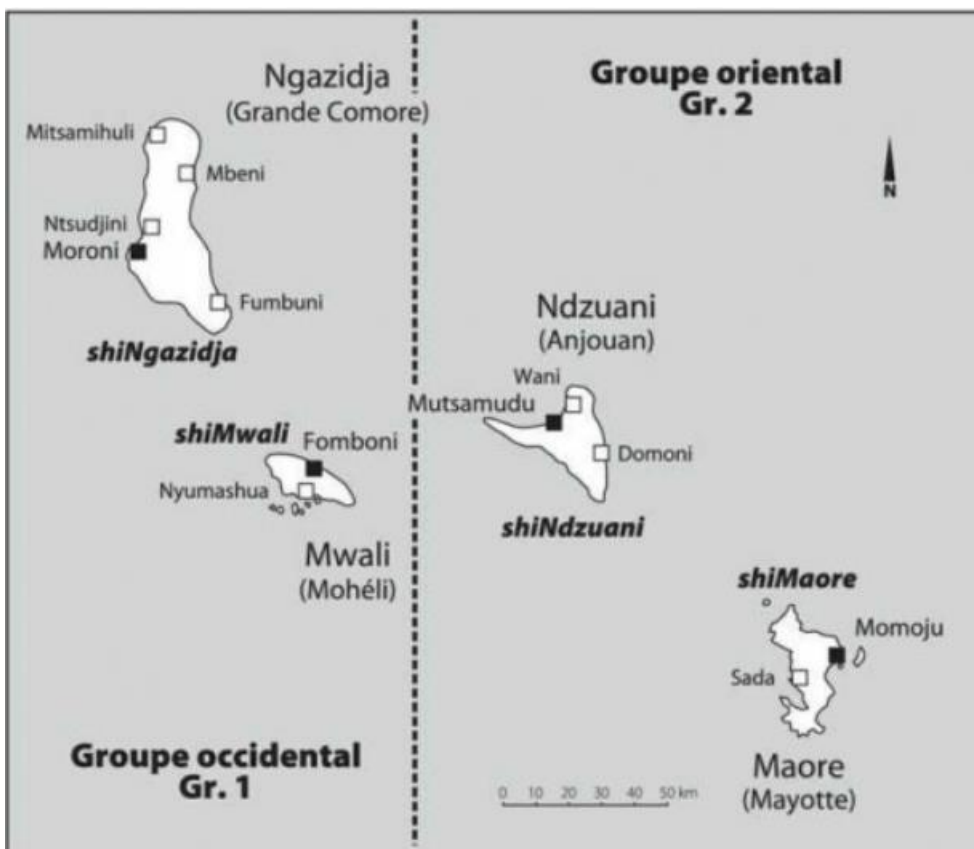 Ngazidja
(Grande Comore)
Groupe oriental
Gr. 2
Mitsamihuli
Mbeni
N
Ntsudjini
Moroni
Fumbuni
shiNgazidja
Ndzuani
(Anjouan)
Wani
Mutsamudu
Domoni
shiMwali
Fomboni
Nyumashua
shiNdzuani
Mwali
(Mohéli)
shiMaore
Momoju
Sada
Groupe occidental
Gr. 1
Maore
(Mayotte)
0 10 20 30 40 50 km